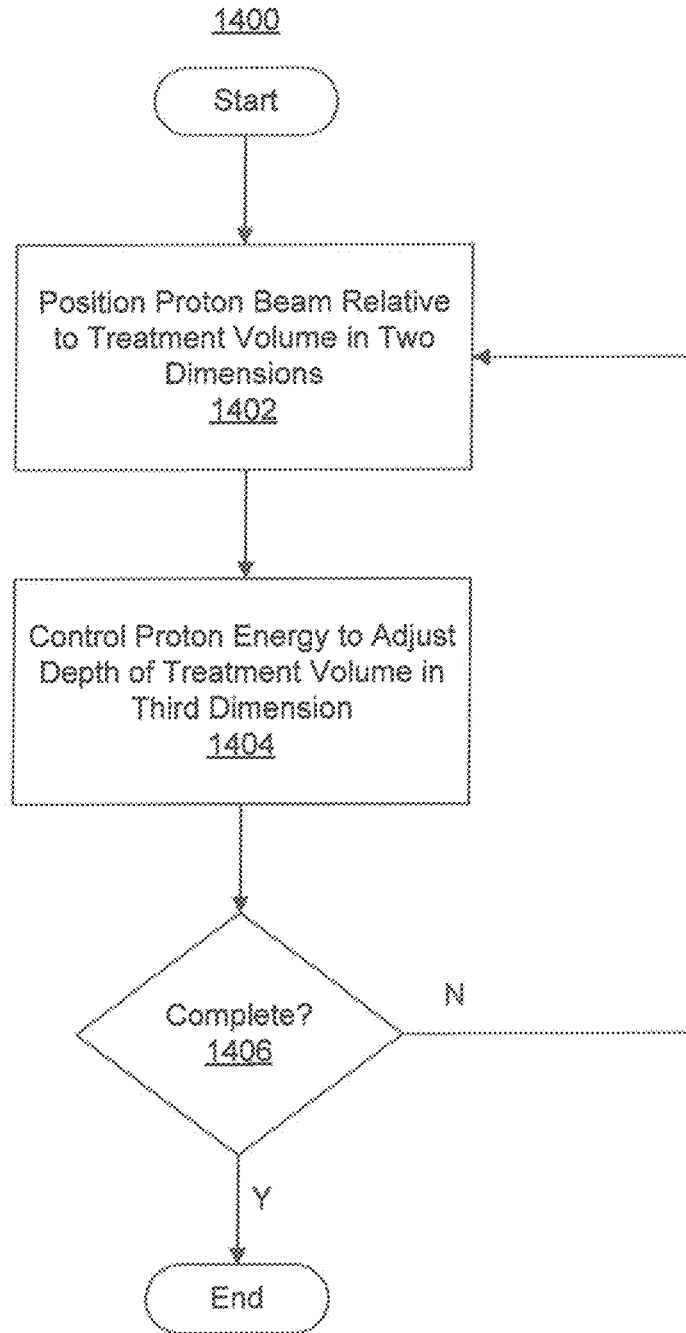 1400
Start
Position Proton Beam Relative
to Treatment Volume in Two
Dimensions
1402
Control Proton Energy to Adjust
Depth of Treatment Volume in
Third Dimension
1404
Complete?
1406
N
Y
End